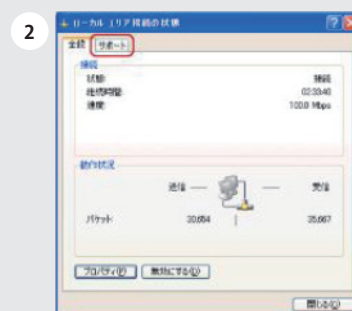 2
ローカル エリア接続の状態
全般 サポート
接続
状態: 接続
継続時間: 02:33:40
速度: 100.0 Mbps
動作状況
送信 — — 受信
パケット: 20,654 | 25,667
プロパティ(P) 無効にする(D)
閉じる(C)